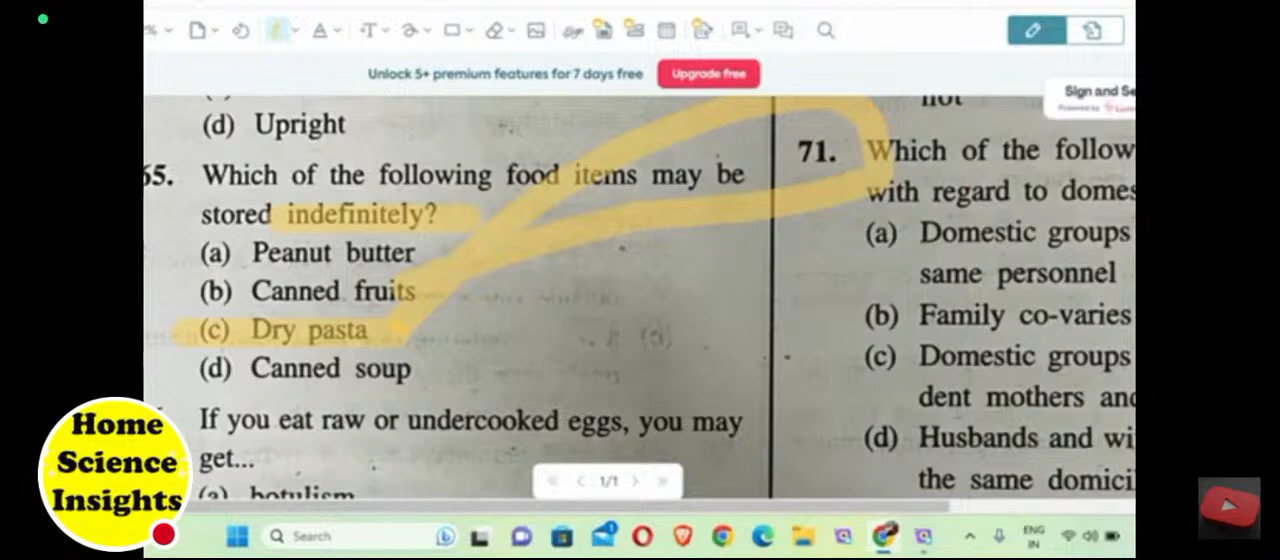 Unlock 5+ premium features for 7 days free
Upgrade free
Sign and Se
(d) Upright
65. Which of the following food items may be
stored indefinitely?
(a) Peanut butter
(b) Canned fruits
(c) Dry pasta
(d) Canned soup
If you eat raw or undercooked eggs, you may
get...
(a) botulism
not
71. Which of the follow
with regard to domes
(a) Domestic groups
same personnel
(b) Family co-varies
(c) Domestic groups
dent mothers and
(d) Husbands and wi
the same domici
1/1
Home
Science
Insights
Search
ENG
IN